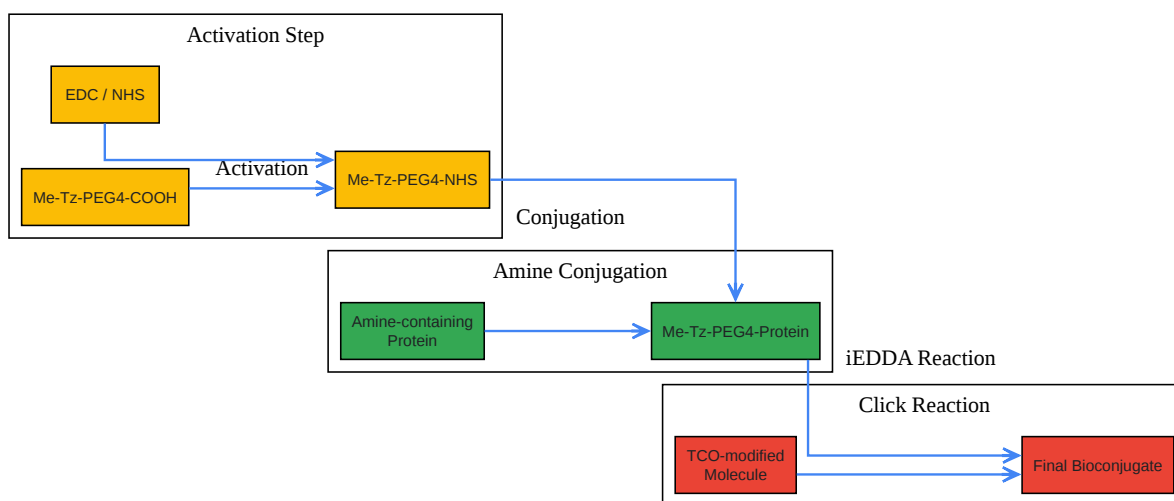 Activation Step
EDC / NHS
Activation
Me-Tz-PEG4-COOH
Me-Tz-PEG4-NHS
Conjugation
Amine Conjugation
Amine-containing
Protein
Me-Tz-PEG4-Protein
iEDDA Reaction
Click Reaction
TCO-modified
Molecule
Final Bioconjugate